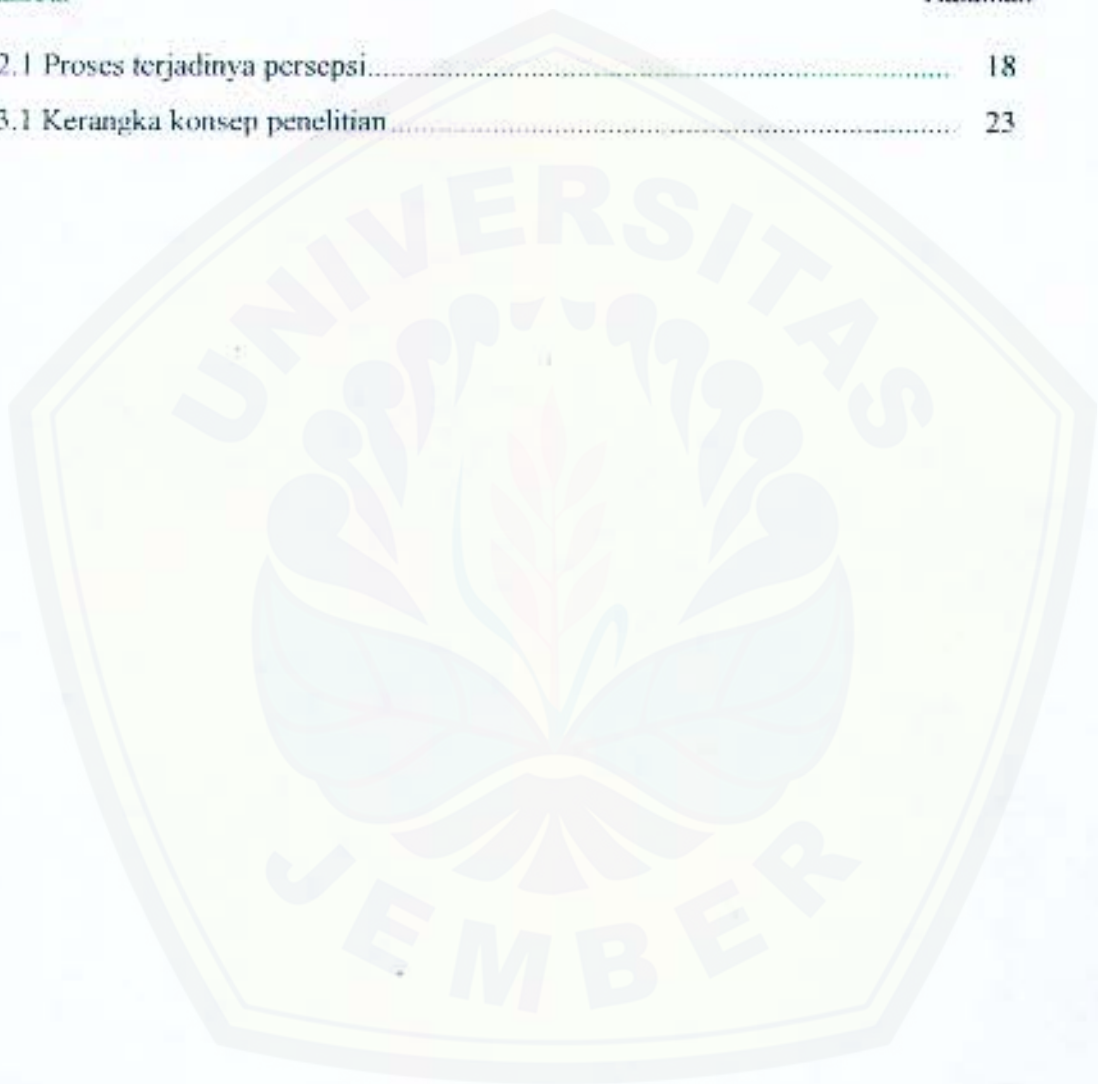 2.1 Proses terjadinya persepsi 18
3.1 Kerangka konsep penelitian 23
UNIVERSITAS
JEMBER